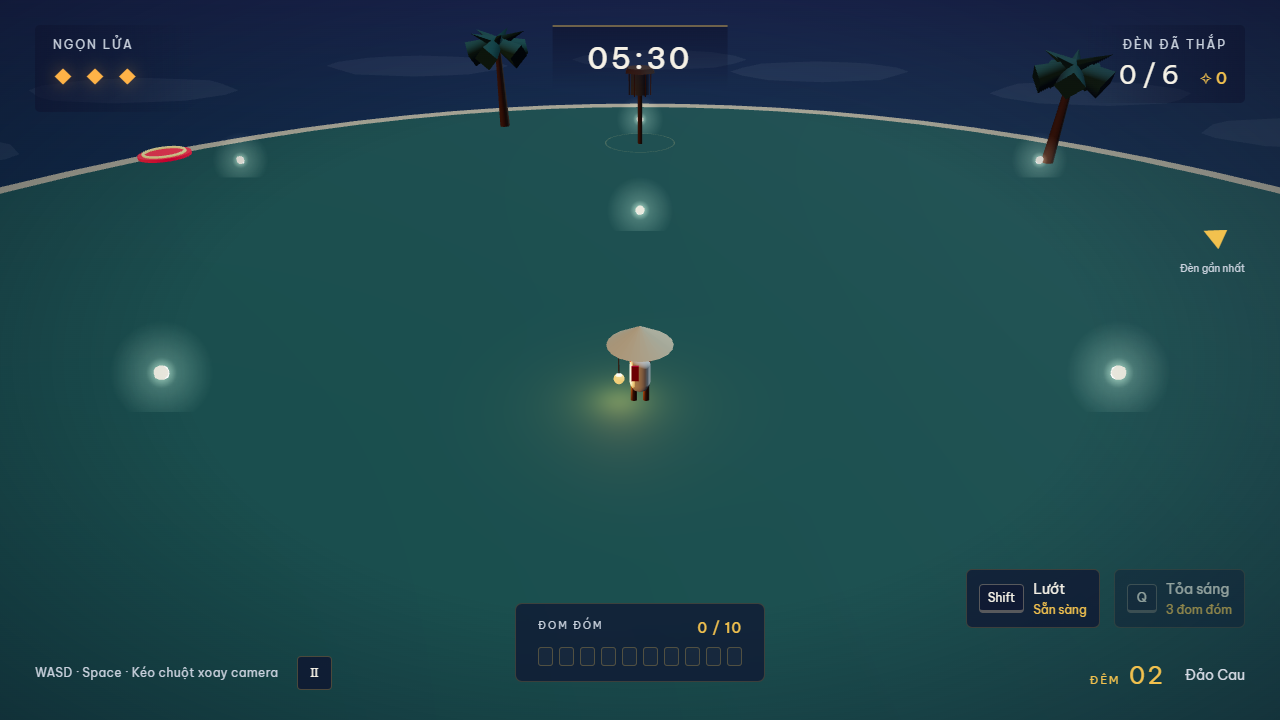 NGỌN LỬA
05:30
ĐÈN ĐÃ THẮP
0 / 6 ✧ 0
Đèn gần nhất
Shift Lướt Sẵn sàng
Q Tỏa sáng 3 đom đóm
ĐOM ĐÓM 0 / 10
WASD · Space · Kéo chuột xoay camera II
ĐÊM 02 Đảo Cau